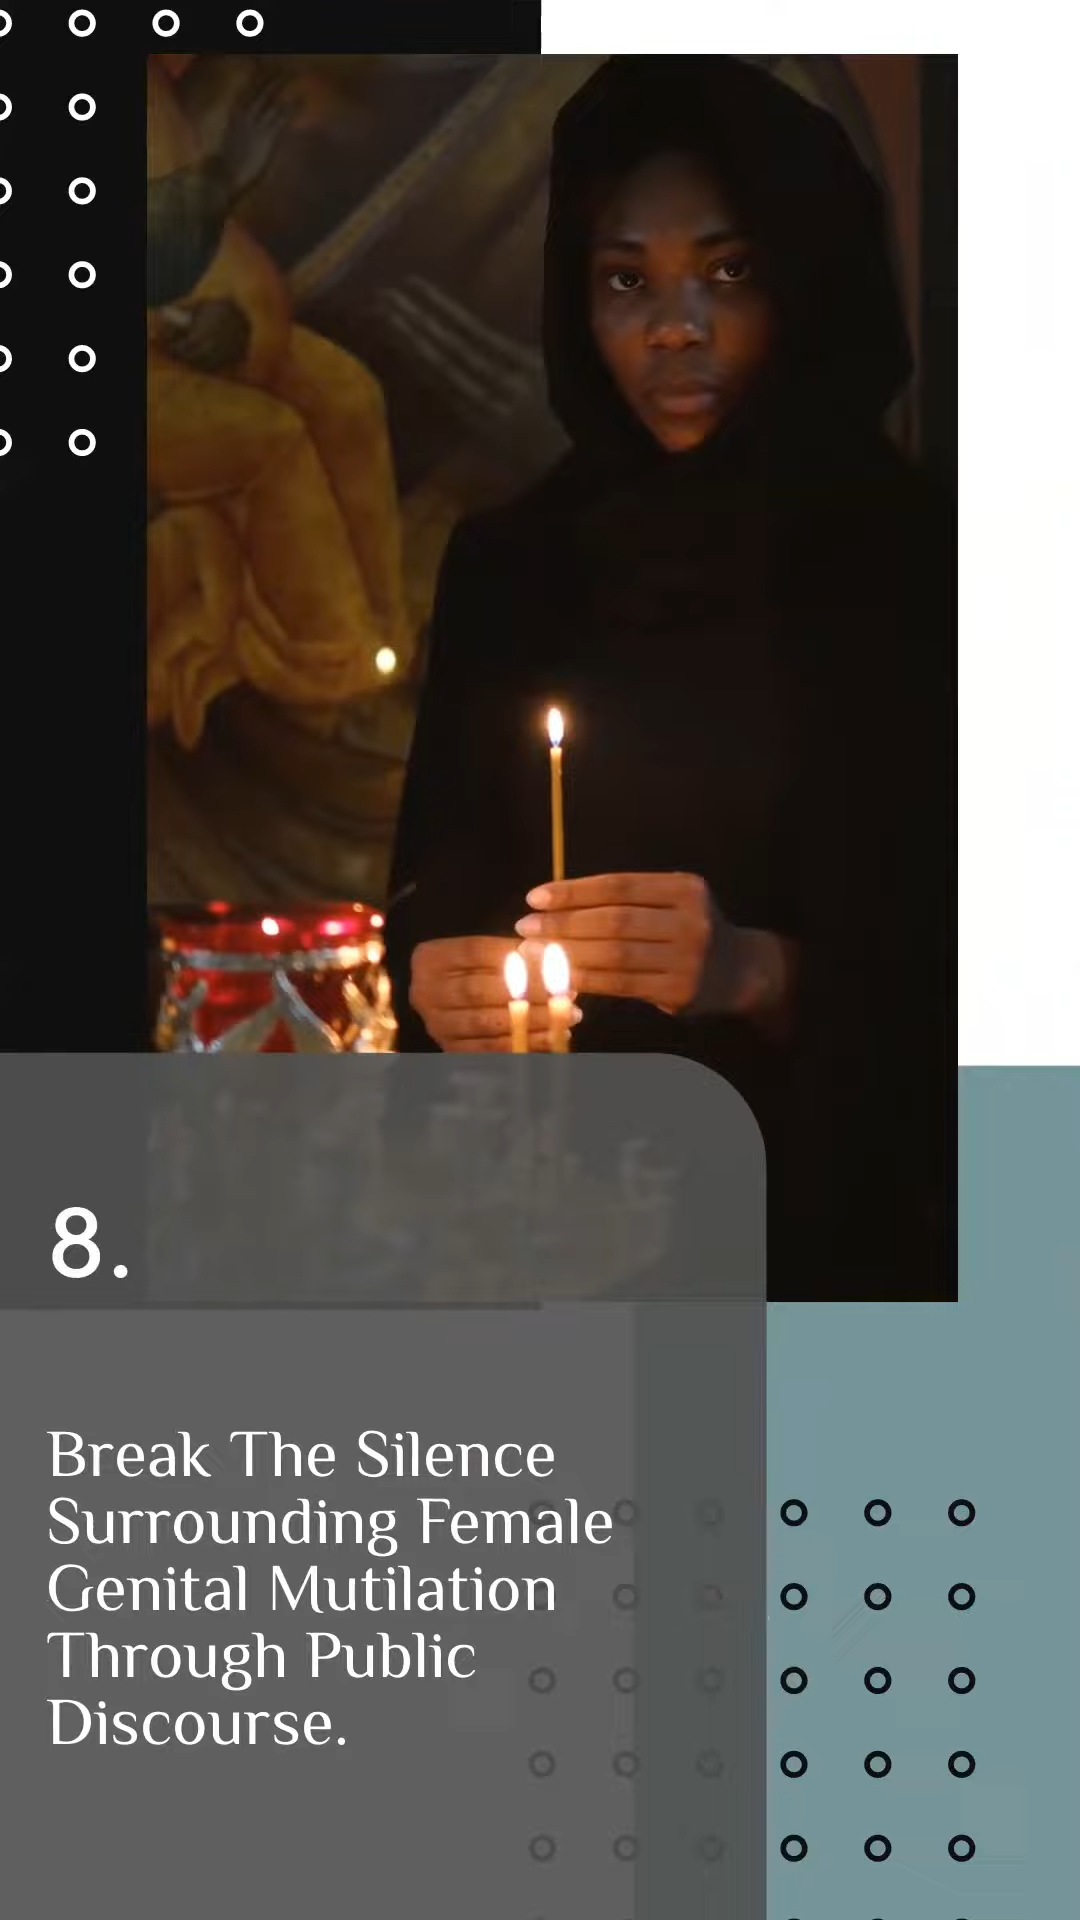 8.
Break The Silence
Surrounding Female
Genital Mutilation
Through Public
Discourse.